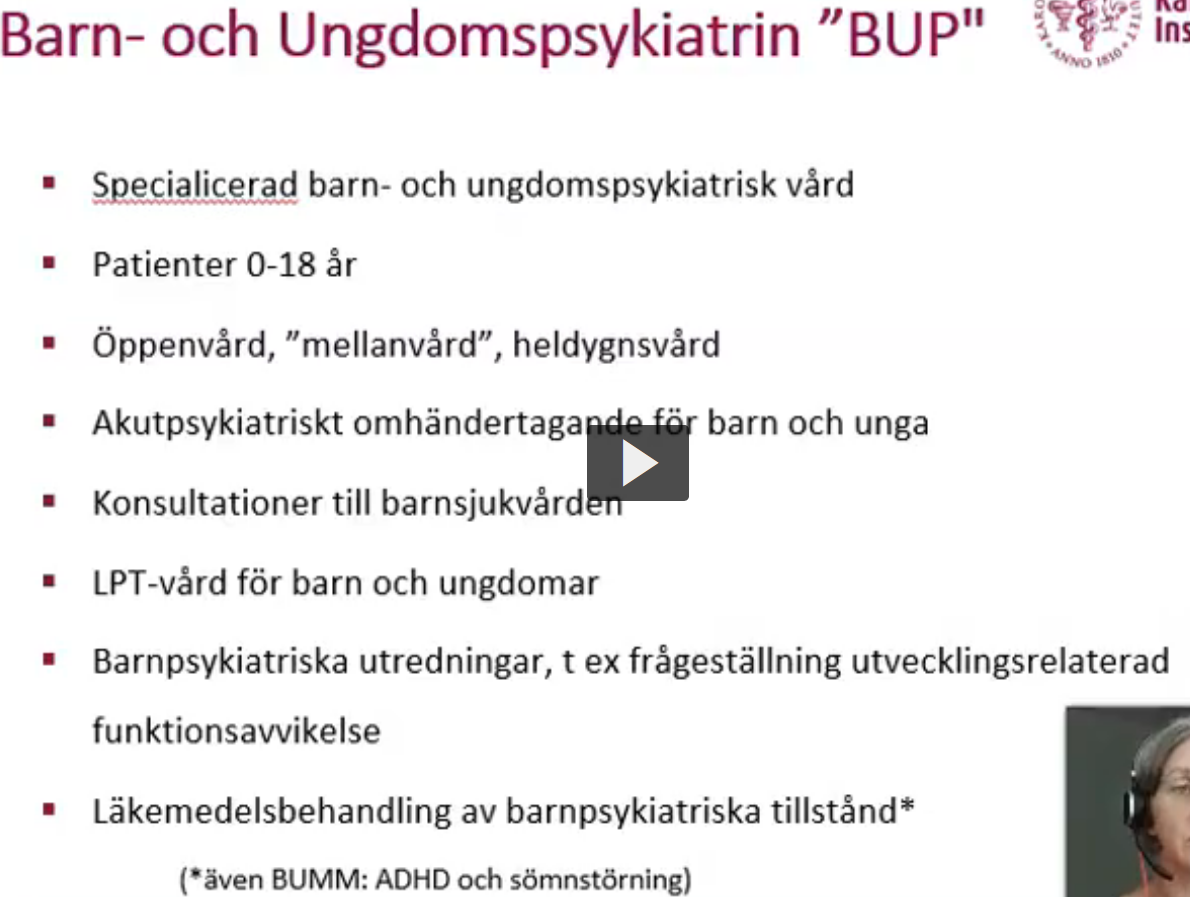 Barn- och Ungdomspsykiatrin ”BUP"
ANNO 1810
Specialicerad barn- och ungdomspsykiatrisk vård
Patienter 0-18 år
Öppenvård, ”mellanvård”, heldygnsvård
Akutpsykiatriskt omhändertagande för barn och unga
Konsultationer till barnsjukvården
LPT-vård för barn och ungdomar
Barnpsykiatriska utredningar, t ex frågeställning utvecklingsrelaterad
funktionsavvikelse
Läkemedelsbehandling av barnpsykiatriska tillstånd*
(*även BUMM: ADHD och sömnstörning)